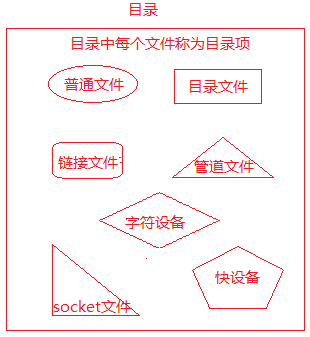 目录
目录中每个文件称为目录项
普通文件
目录文件
链接文件
管道文件
字符设备
socket文件
快设备